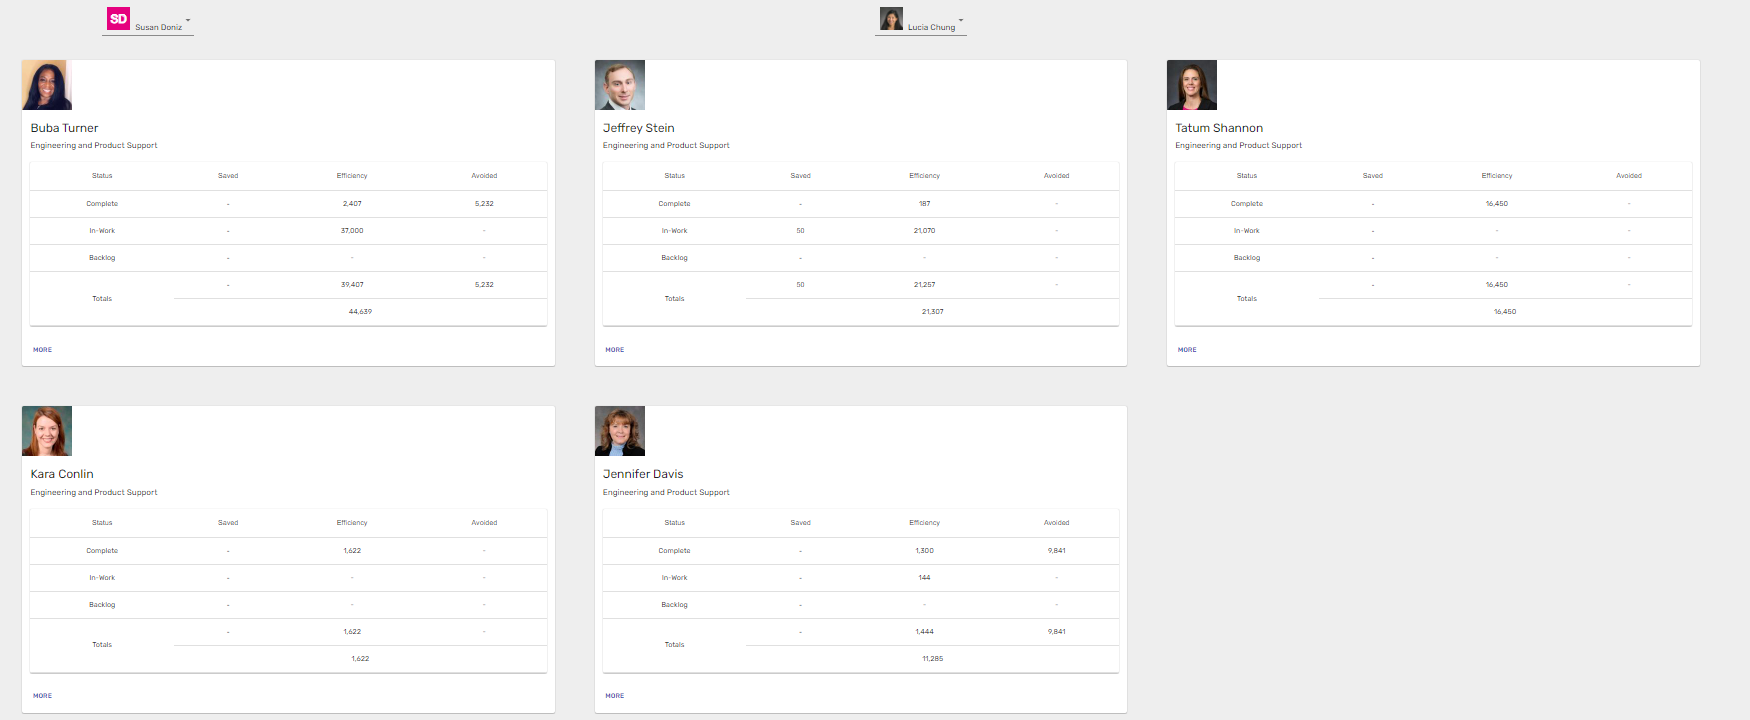 SD Susan Doniz
Lucia Chung
Buba Turner
Engineering and Product Support
Status Saved Efficiency Avoided
Complete - 2,407 5,232
In-Work - 37,000 -
Backlog - - -
Totals - 39,407 5,232
44,639
MORE
Jeffrey Stein
Engineering and Product Support
Status Saved Efficiency Avoided
Complete - 187 -
In-Work 50 21,070 -
Backlog - - -
Totals 50 21,257 -
21,307
MORE
Tatum Shannon
Engineering and Product Support
Status Saved Efficiency Avoided
Complete - 16,450 -
In-Work - - -
Backlog - - -
Totals - 16,450 -
16,450
MORE
Kara Conlin
Engineering and Product Support
Status Saved Efficiency Avoided
Complete - 1,622 -
In-Work - - -
Backlog - - -
Totals - 1,622 -
1,622
MORE
Jennifer Davis
Engineering and Product Support
Status Saved Efficiency Avoided
Complete - 1,300 9,841
In-Work - 144 -
Backlog - - -
Totals - 1,444 9,841
11,285
MORE